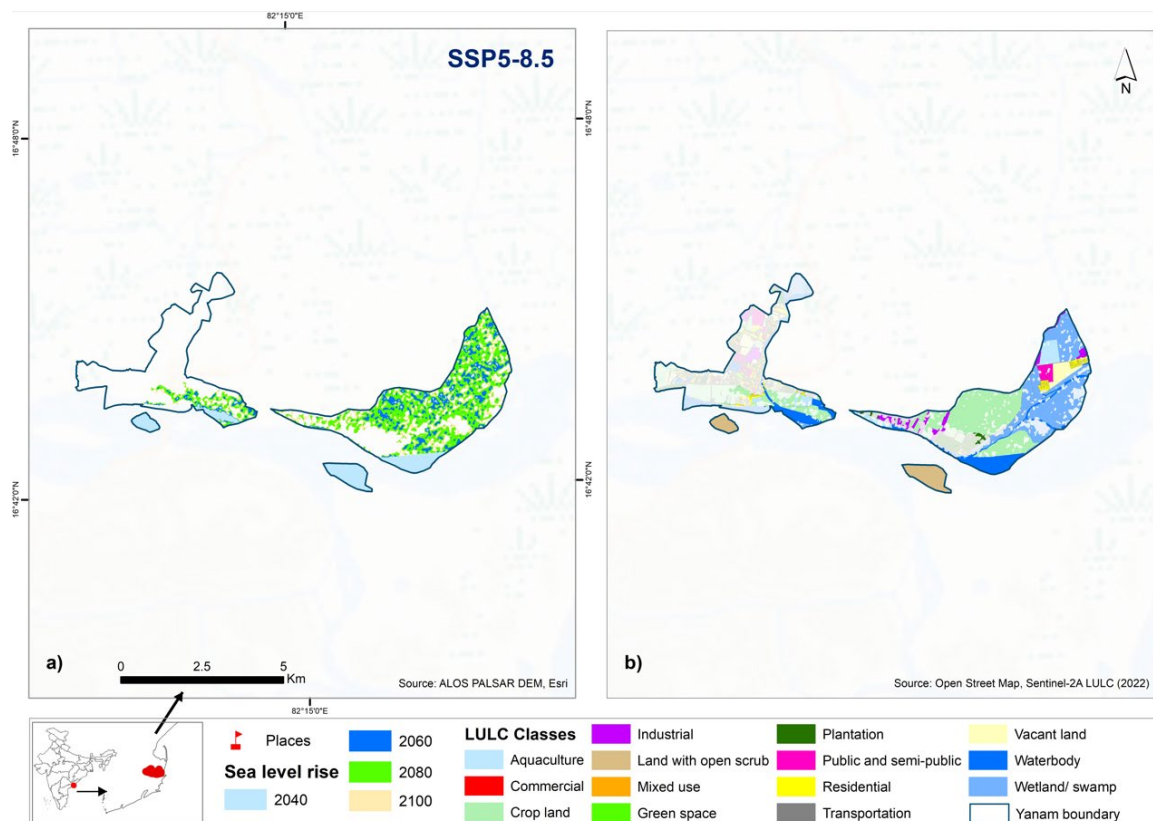 82°15'0"E
SSP5-8.5
N
16°48'0"N
16°48'0"N
16°42'0"N
16°42'0"N
a)
0 2.5 5
Km
Source: ALOS PALSAR DEM, Esri
82°15'0"E
b)
Source: Open Street Map, Sentinel-2A LULC (2022)
Places
Sea level rise
2040
2060
2080
2100
LULC Classes
Aquaculture
Commercial
Crop land
Industrial
Land with open scrub
Mixed use
Green space
Plantation
Public and semi-public
Residential
Transportation
Vacant land
Waterbody
Wetland/ swamp
Yanam boundary